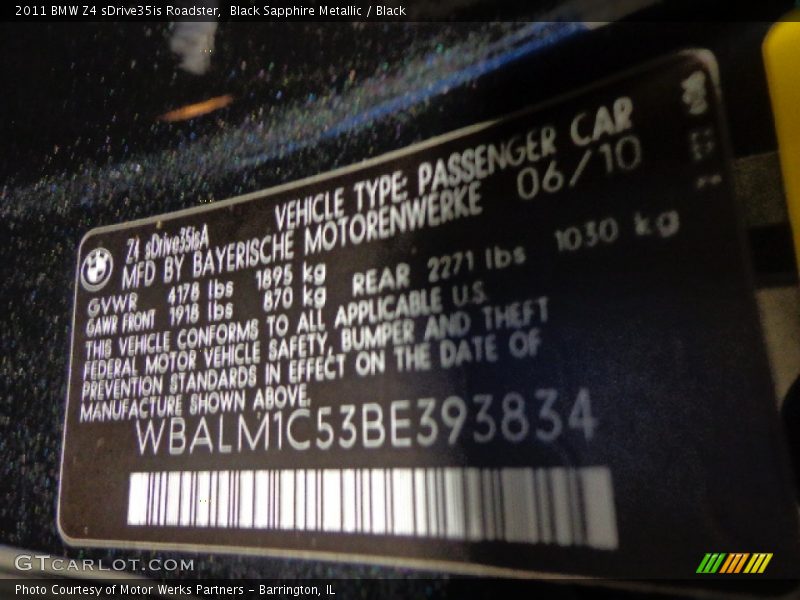 2011 BMW Z4 sDrive35is Roadster, Black Sapphire Metallic / Black
Z4 sDrive35isA VEHICLE TYPE: PASSENGER CAR
MFD BY BAYERISCHE MOTORENWERKE 06/10
GVWR 4178 lbs 1895 kg
GAWR FRONT 1918 lbs 870 kg REAR 2271 lbs 1030 kg
THIS VEHICLE CONFORMS TO ALL APPLICABLE U.S.
FEDERAL MOTOR VEHICLE SAFETY, BUMPER AND THEFT
PREVENTION STANDARDS IN EFFECT ON THE DATE OF
MANUFACTURE SHOWN ABOVE.
WBALM1C53BE393834
GTCARLOT.COM
Photo Courtesy of Motor Werks Partners - Barrington, IL